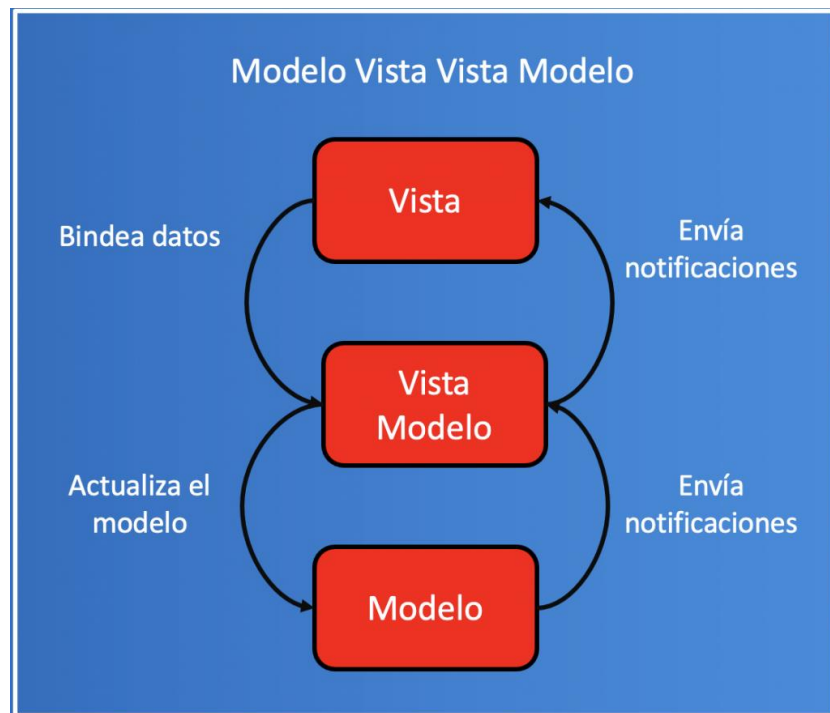 Modelo Vista Vista Modelo
Vista
Bindea datos
Envía
notificaciones
Vista
Modelo
Actualiza el
modelo
Envía
notificaciones
Modelo